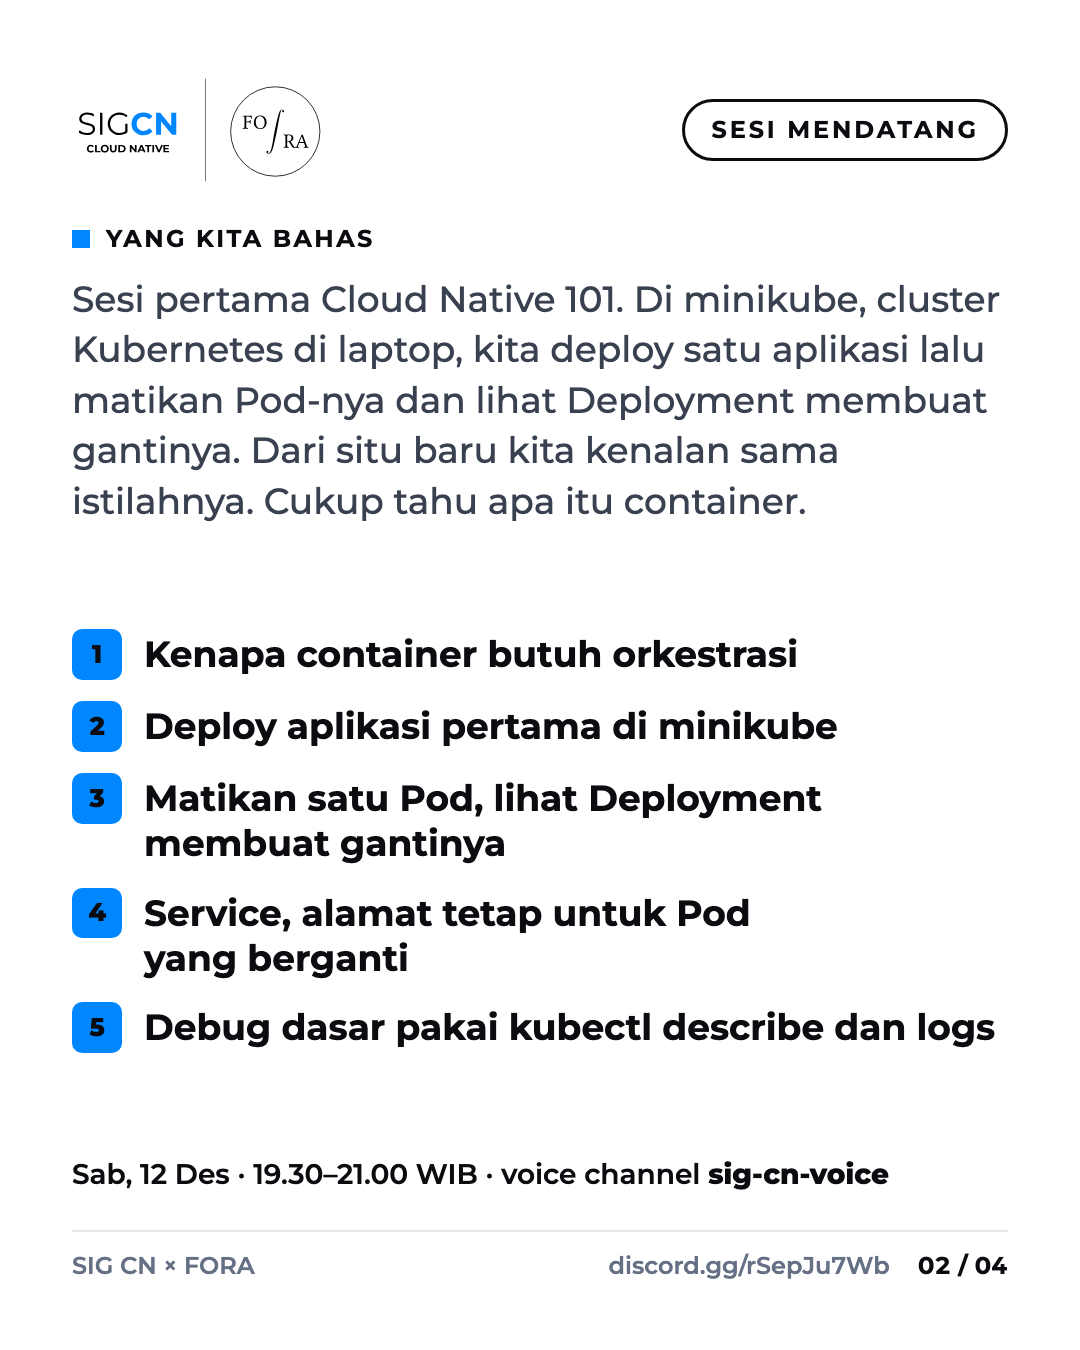 SIGCN
CLOUD NATIVE
FO
RA
SESI MENDATANG
YANG KITA BAHAS
Sesi pertama Cloud Native 101. Di minikube, cluster
Kubernetes di laptop, kita deploy satu aplikasi lalu
matikan Pod-nya dan lihat Deployment membuat
gantinya. Dari situ baru kita kenalan sama
istilahnya. Cukup tahu apa itu container.
1 Kenapa container butuh orkestrasi
2 Deploy aplikasi pertama di minikube
3 Matikan satu Pod, lihat Deployment
membuat gantinya
4 Service, alamat tetap untuk Pod
yang berganti
5 Debug dasar pakai kubectl describe dan logs
Sab, 12 Des · 19.30–21.00 WIB · voice channel sig-cn-voice
SIG CN × FORA
discord.gg/rSepJu7Wb 02 / 04